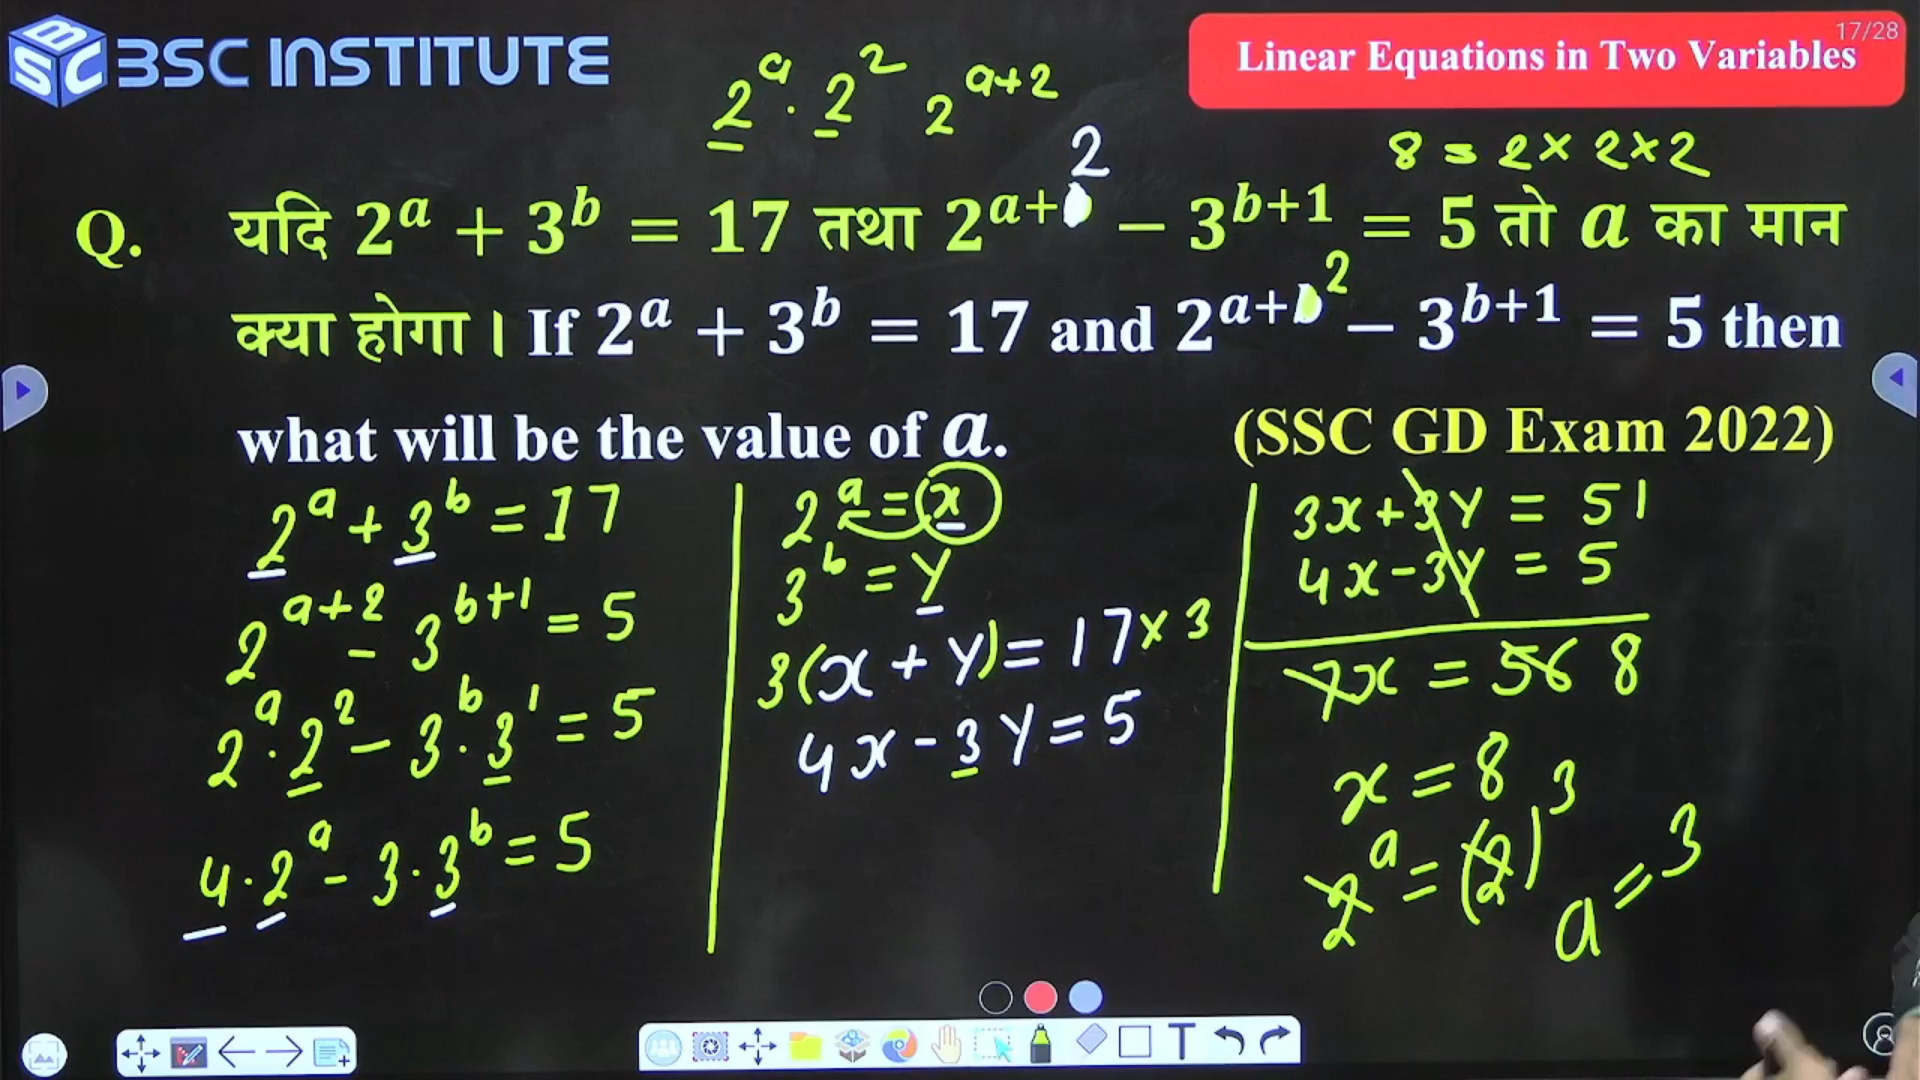 BSC
BSC INSTITUTE
17/28
Linear Equations in Two Variables
2^a · 2^2 2^{a+2}
8 = 2 × 2 × 2
2
Q. यदि 2^a + 3^b = 17 तथा 2^{a+} − 3^{b+1} = 5 तो a का मान
2
क्या होगा । If 2^a + 3^b = 17 and 2^{a+b} − 3^{b+1} = 5 then
what will be the value of a.
(SSC GD Exam 2022)
2^a + 3^b = 17
2^{a+2} - 3^{b+1} = 5
2^a · 2^2 - 3^b · 3^1 = 5
4 · 2^a - 3 · 3^b = 5
2^a = x
3^b = y
3(x + y) = 17 × 3
4x - 3y = 5
3x + 3y = 51
4x - 3y = 5
7x = 56 8
x = 8
2^a = (2)^3
a = 3
T